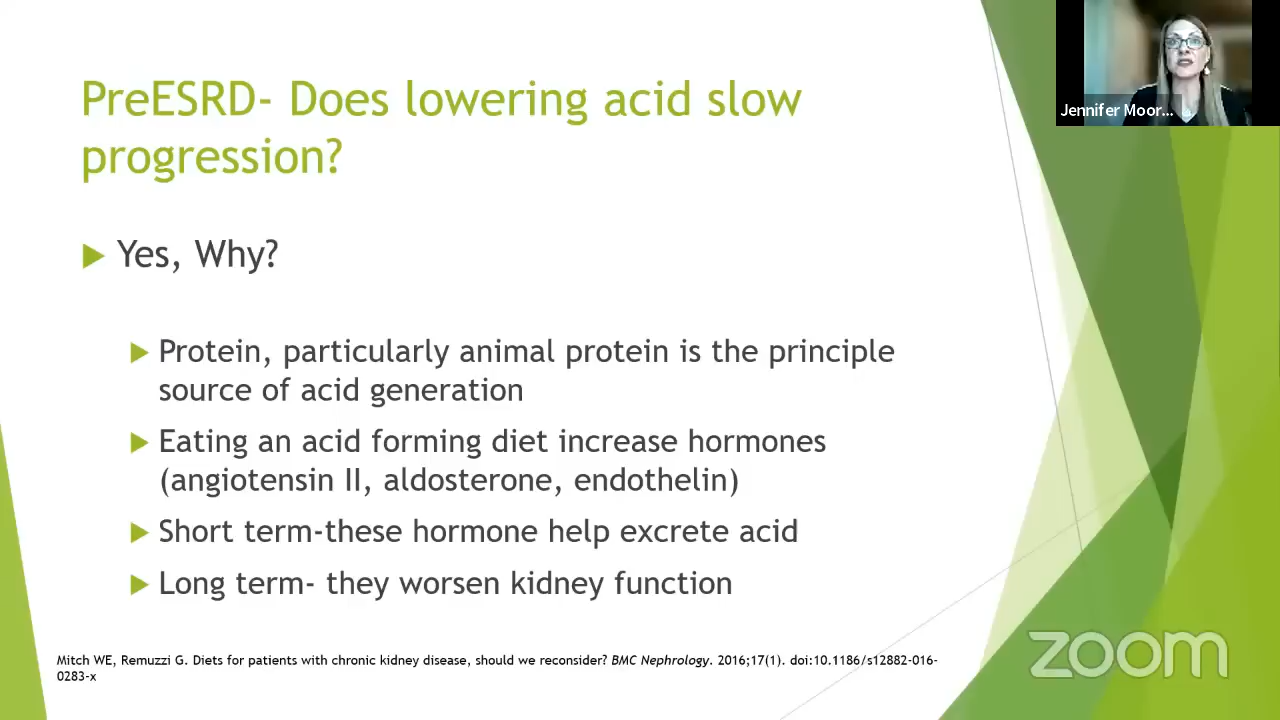 PreESRD- Does lowering acid slow
progression?
Jennifer Moor...
Yes, Why?
Protein, particularly animal protein is the principle
source of acid generation
Eating an acid forming diet increase hormones
(angiotensin II, aldosterone, endothelin)
Short term-these hormone help excrete acid
Long term- they worsen kidney function
Mitch WE, Remuzzi G. Diets for patients with chronic kidney disease, should we reconsider? BMC Nephrology. 2016;17(1). doi:10.1186/s12882-016-
0283-x
zoom